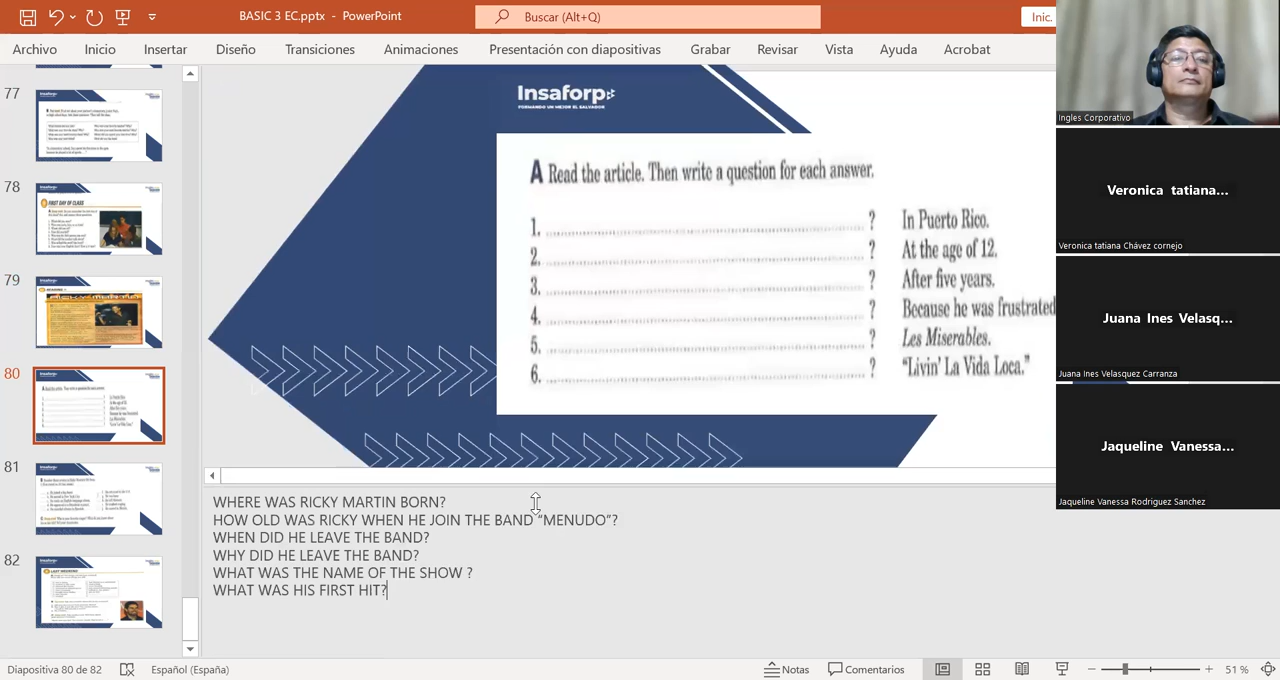 BASIC 3 EC.pptx - PowerPoint
Buscar (Alt+Q)
Inic.
Archivo Inicio Insertar Diseño Transiciones Animaciones Presentación con diapositivas Grabar Revisar Vista Ayuda Acrobat
77
78
FIRST DAY OF CLASS
79
80
81
82
Insaforp
FORMANDO UN MEJOR EL SALVADOR
A Read the article. Then write a question for each answer.
1. ? In Puerto Rico.
2. ? At the age of 12.
3. ? After five years.
4. ? Because he was frustrated
5. ? Les Miserables.
6. ? "Livin' La Vida Loca."
WHERE WAS RICKY MARTIN BORN?
HOW OLD WAS RICKY WHEN HE JOIN THE BAND “MENUDO”?
WHEN DID HE LEAVE THE BAND?
WHY DID HE LEAVE THE BAND?
WHAT WAS THE NAME OF THE SHOW ?
WHAT WAS HIS FIRST HIT?
Ingles Corporativo
Veronica tatiana...
Veronica tatiana Chávez cornejo
Juana Ines Velasq...
Juana Ines Velasquez Carranza
Jaqueline Vanessa...
Jaqueline Vanessa Rodriguez Sanchez
Diapositiva 80 de 82
Español (España)
Notas
Comentarios
51 %